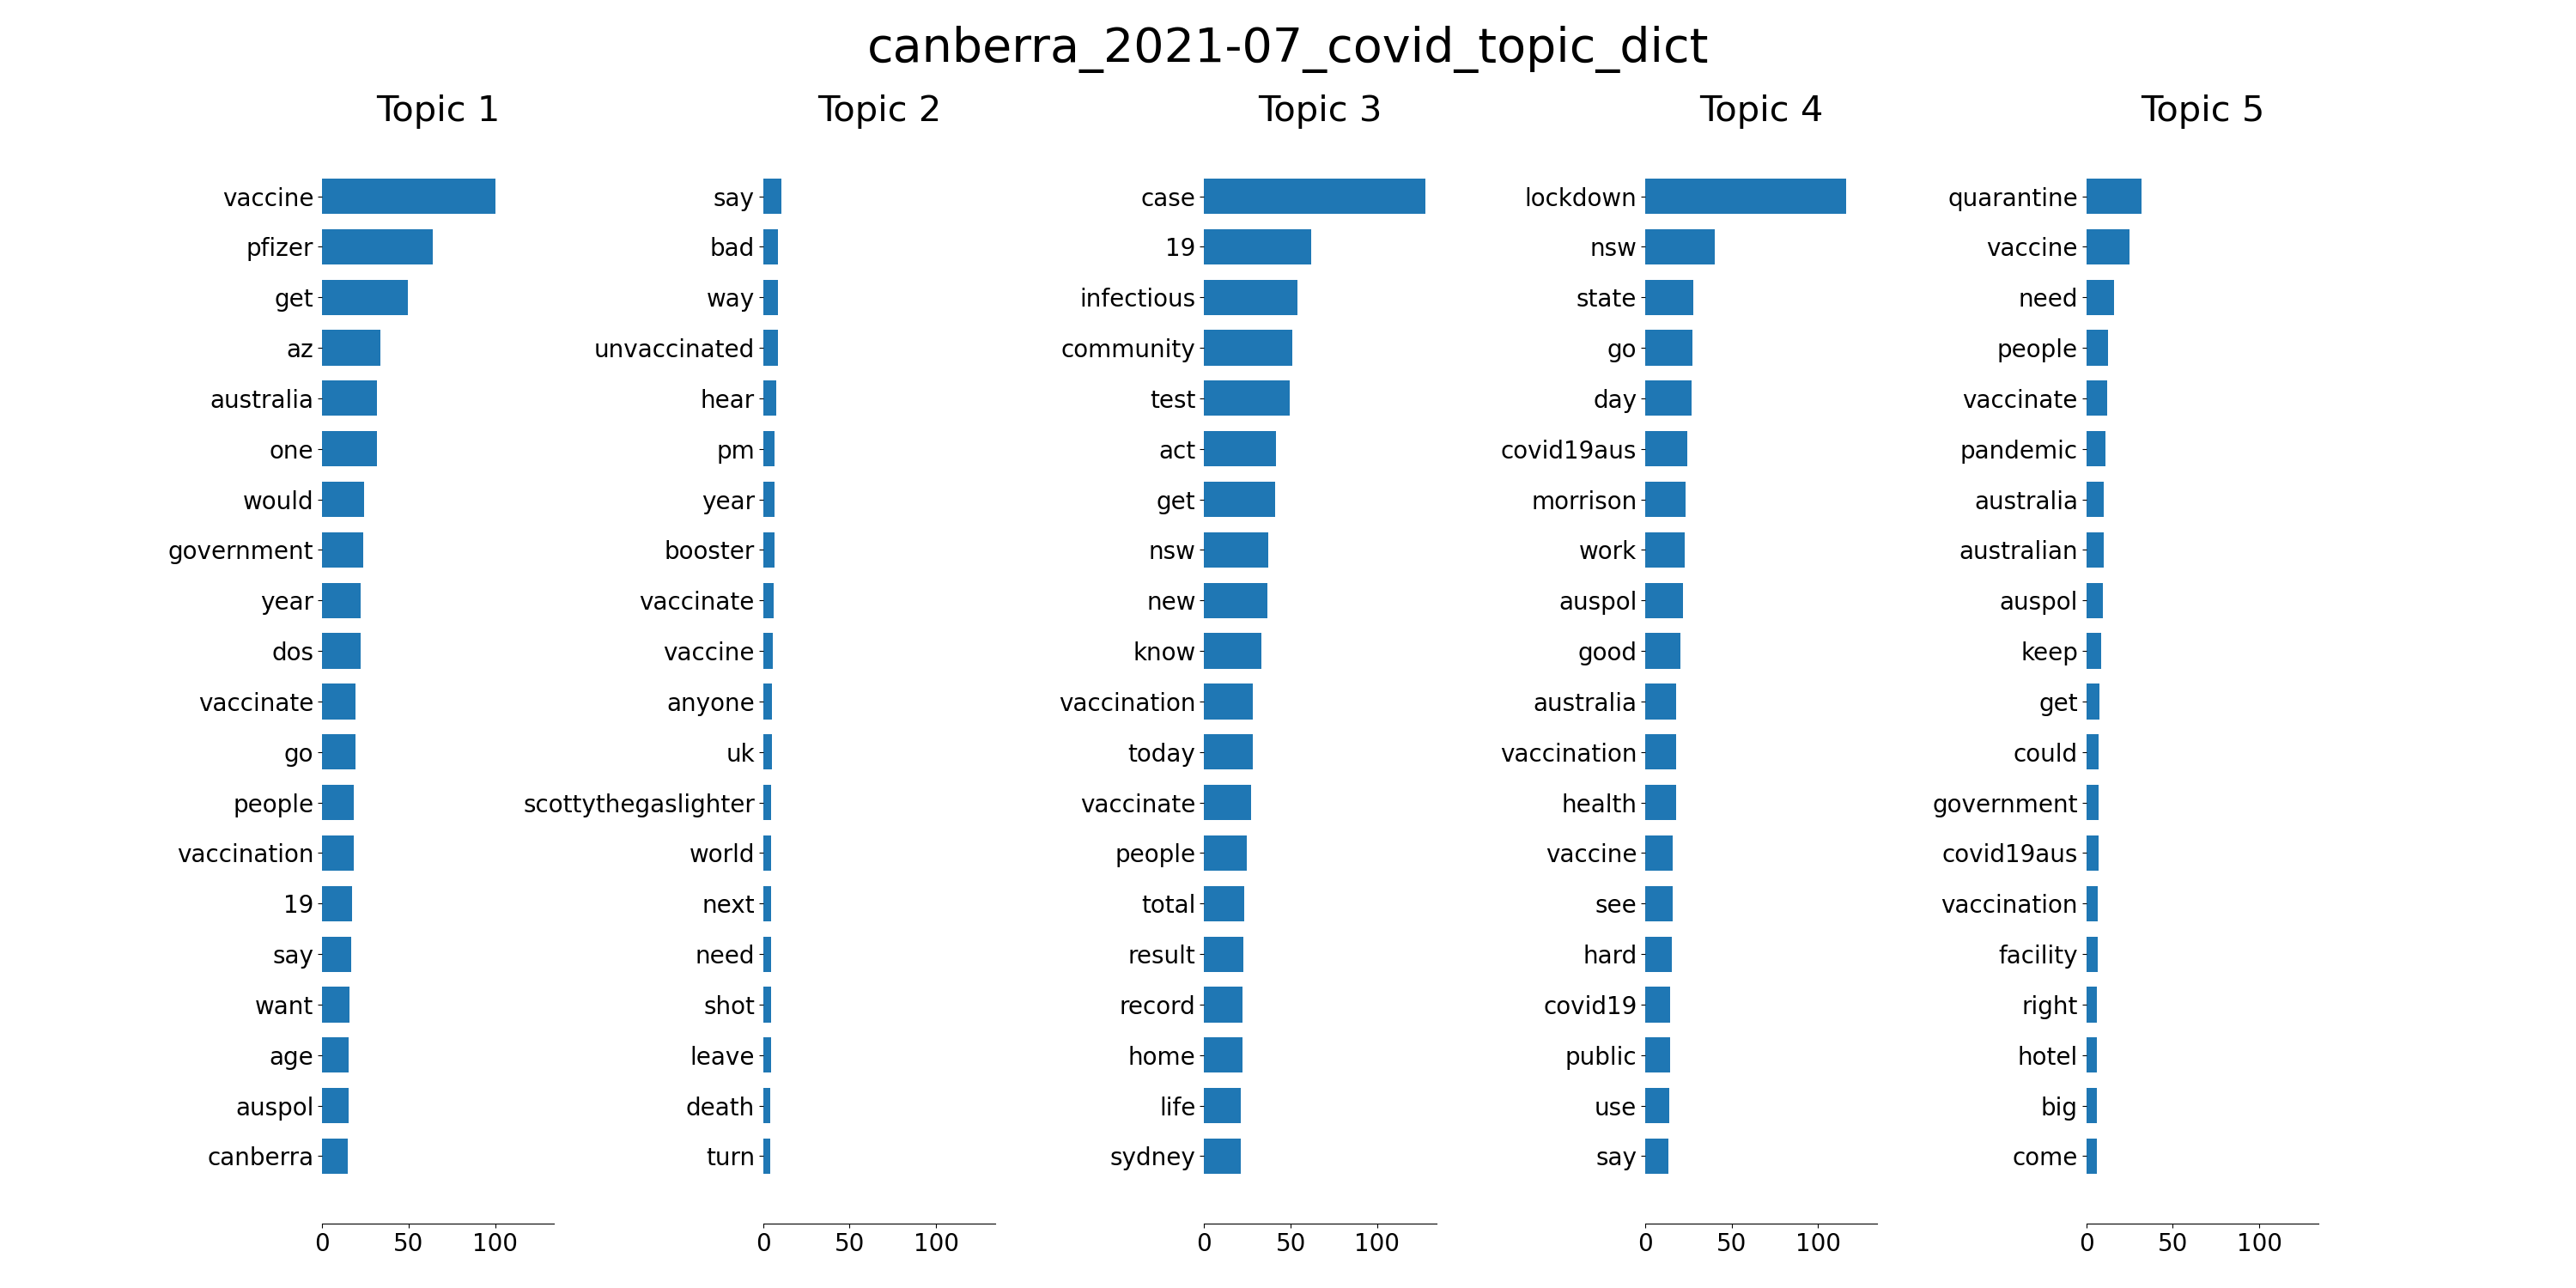 canberra_2021-07_covid_topic_dict
Topic 1
vaccine
pfizer
get
az
australia
one
would
government
year
dos
vaccinate
go
people
vaccination
19
say
want
age
auspol
canberra
0 50 100
Topic 2
say
bad
way
unvaccinated
hear
pm
year
booster
vaccinate
vaccine
anyone
uk
scottythegaslighter
world
next
need
shot
leave
death
turn
0 50 100
Topic 3
case
19
infectious
community
test
act
get
nsw
new
know
vaccination
today
vaccinate
people
total
result
record
home
life
sydney
0 50 100
Topic 4
lockdown
nsw
state
go
day
covid19aus
morrison
work
auspol
good
australia
vaccination
health
vaccine
see
hard
covid19
public
use
say
0 50 100
Topic 5
quarantine
vaccine
need
people
vaccinate
pandemic
australia
australian
auspol
keep
get
could
government
covid19aus
vaccination
facility
right
hotel
big
come
0 50 100